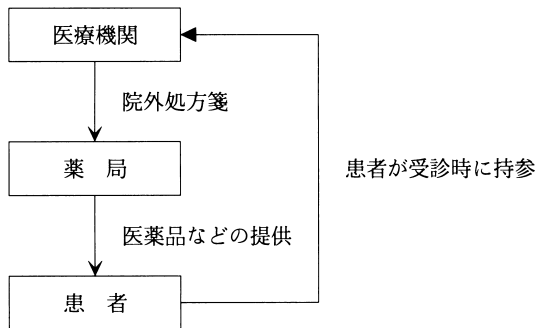 医療機関
院外処方箋
薬 局
患者が受診時に持参
医薬品などの提供
患 者